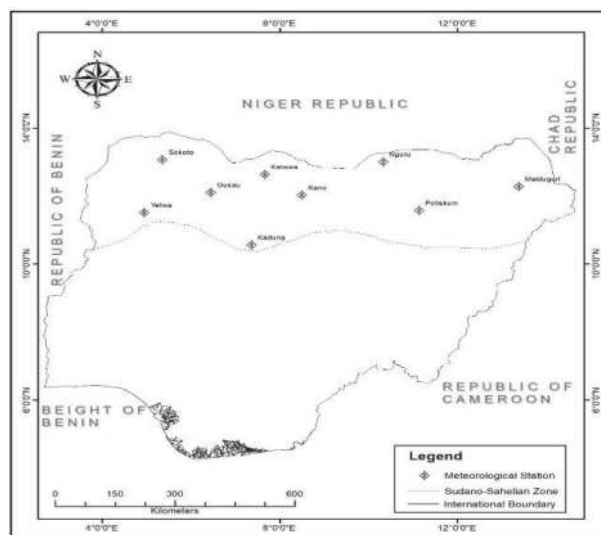 4°0'0"E 8°0'0"E 12°0'0"E
N
W E
S
NIGER REPUBLIC
CHAD REPUBLIC
14°0'0"N 14°0'0"N
Sokoto
Katsina
Nguru
Maiduguri
Gusau
Kano
Yelwa
Potiskum
REPUBLIC OF BENIN
Kaduna
10°0'0"N 10°0'0"N
REPUBLIC OF
CAMEROON
6°0'0"N 6°0'0"N
BEIGHT OF
BENIN
Legend
Meteorological Station
Sudano-Sahelian Zone
International Boundary
0 150 300 600
Kilometers
4°0'0"E 8°0'0"E 12°0'0"E